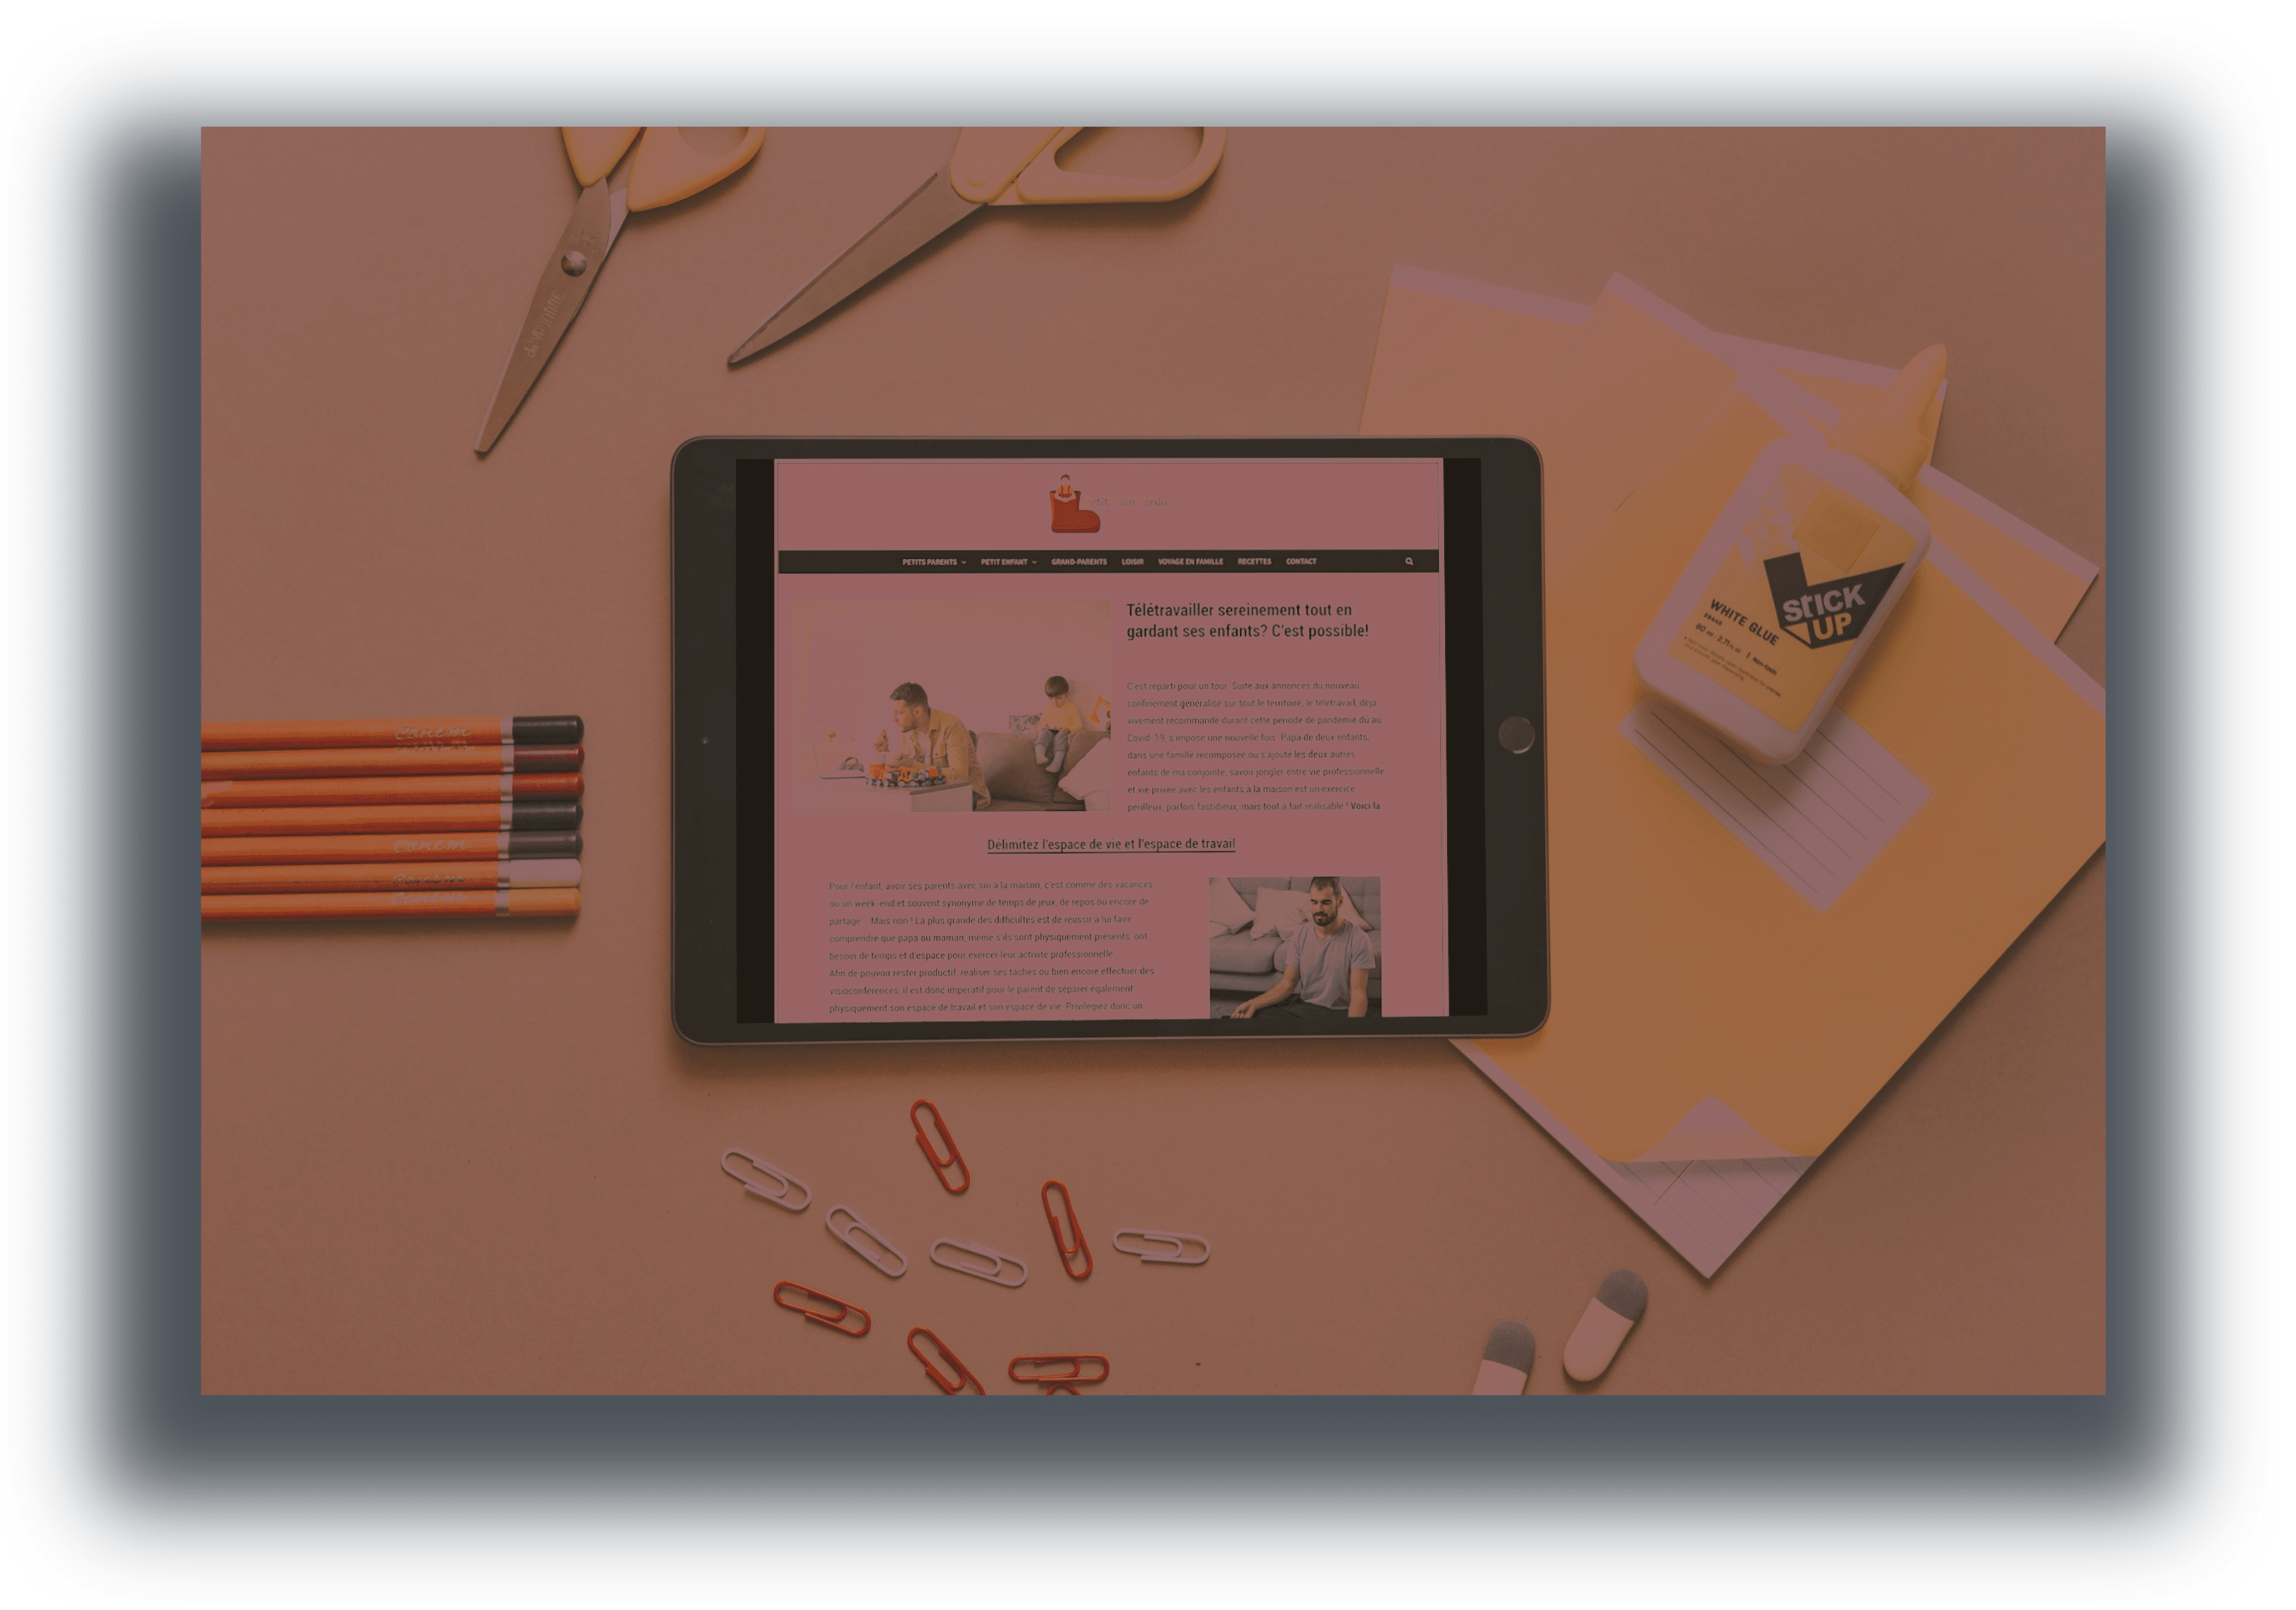 PETITS PARENTS PETIT ENFANT GRAND-PARENTS LOISIR VOYAGE EN FAMILLE RECETTES CONTACT
Télétravailler sereinement tout en
gardant ses enfants? C'est possible!
C'est reparti pour un tour. Suite aux annonces du nouveau
confinement généralisé sur tout le territoire, le télétravail, déjà
vivement recommandé durant cette période de pandémie dû au
Covid-19, s'impose une nouvelle fois. Papa de deux enfants,
dans une famille recomposée où s'ajoute les deux autres
enfants de ma conjointe, savoir jongler entre vie professionnelle
et vie privée avec les enfants à la maison est un exercice
périlleux, parfois fastidieux, mais tout à fait réalisable ! Voici la
Délimitez l'espace de vie et l'espace de travail
Pour l'enfant, avoir ses parents avec soi à la maison, c'est comme des vacances
ou un week-end et souvent synonyme de temps de jeux, de repos ou encore de
partage... Mais non ! La plus grande des difficultés est de réussir à lui faire
comprendre que papa ou maman, même s'ils sont physiquement présents, ont
besoin de temps et d'espace pour exercer leur activité professionnelle.
Afin de pouvoir rester productif, réaliser ses tâches ou bien encore effectuer des
visioconférences, il est donc impératif pour le parent de séparer également
physiquement son espace de travail et son espace de vie. Privilégiez donc un
STICK
UP
WHITE GLUE
80 ml · 2.71 fl. oz